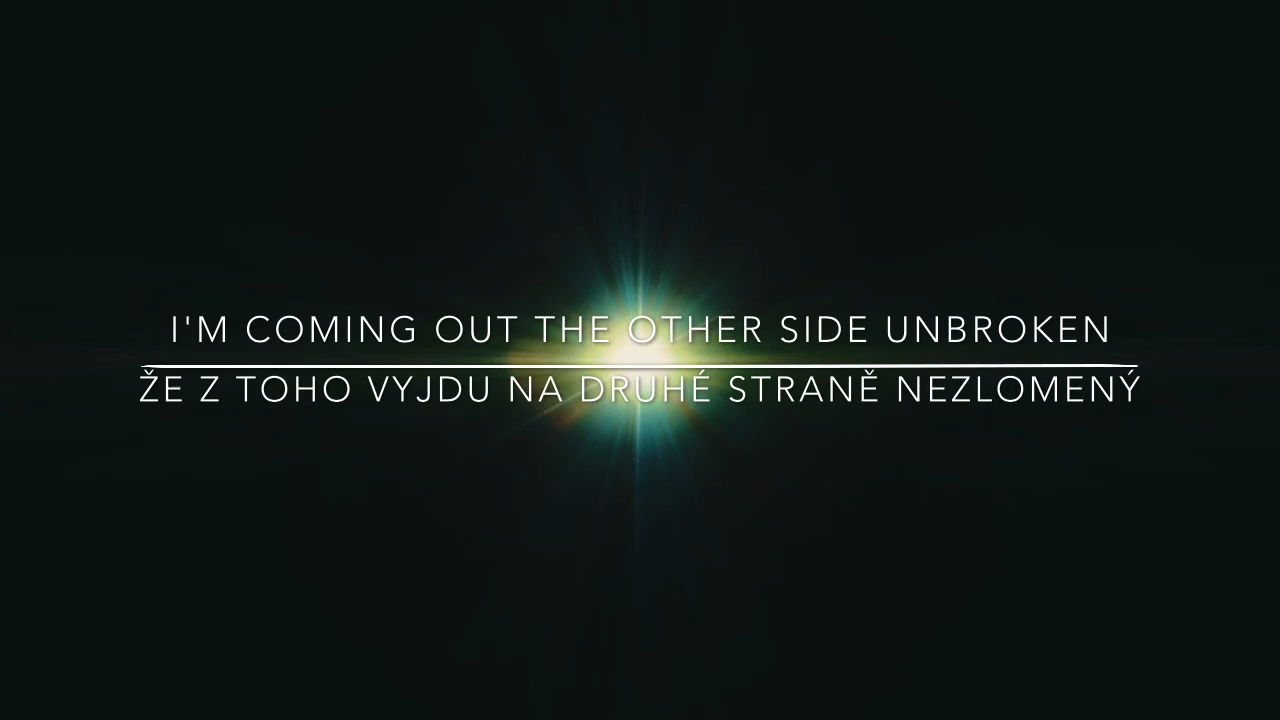 I'M COMING OUT THE OTHER SIDE UNBROKEN
ŽE Z TOHO VYJDU NA DRUHÉ STRANĚ NEZLOMENÝ